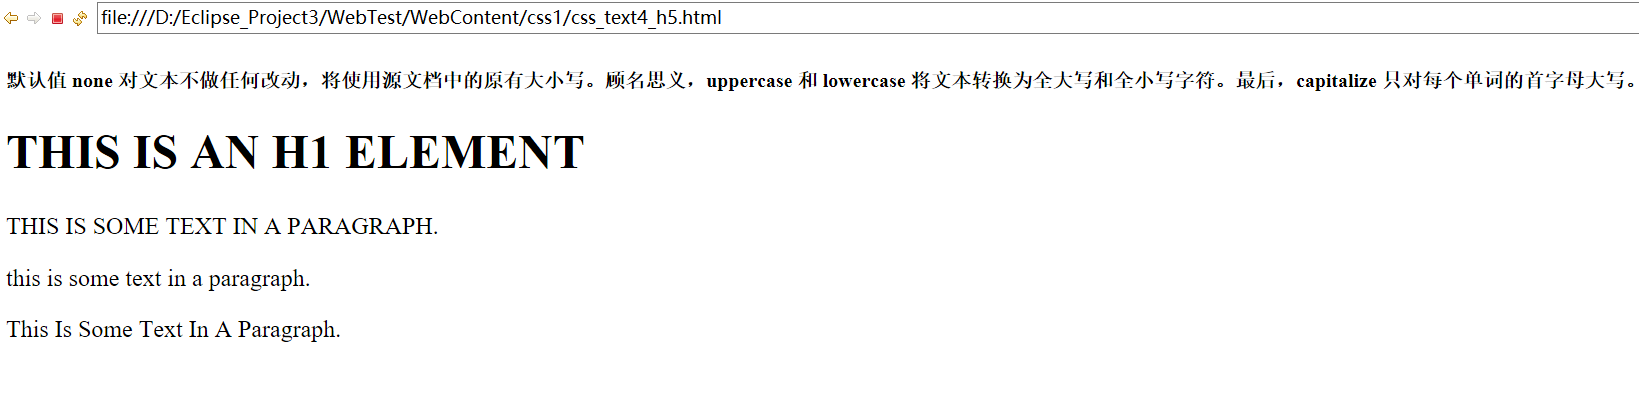 file:///D:/Eclipse_Project3/WebTest/WebContent/css1/css_text4_h5.html
默认值 none 对文本不做任何改动，将使用源文档中的原有大小写。顾名思义，uppercase 和 lowercase 将文本转换为全大写和全小写字符。最后，capitalize 只对每个单词的首字母大写。
THIS IS AN H1 ELEMENT
THIS IS SOME TEXT IN A PARAGRAPH.
this is some text in a paragraph.
This Is Some Text In A Paragraph.